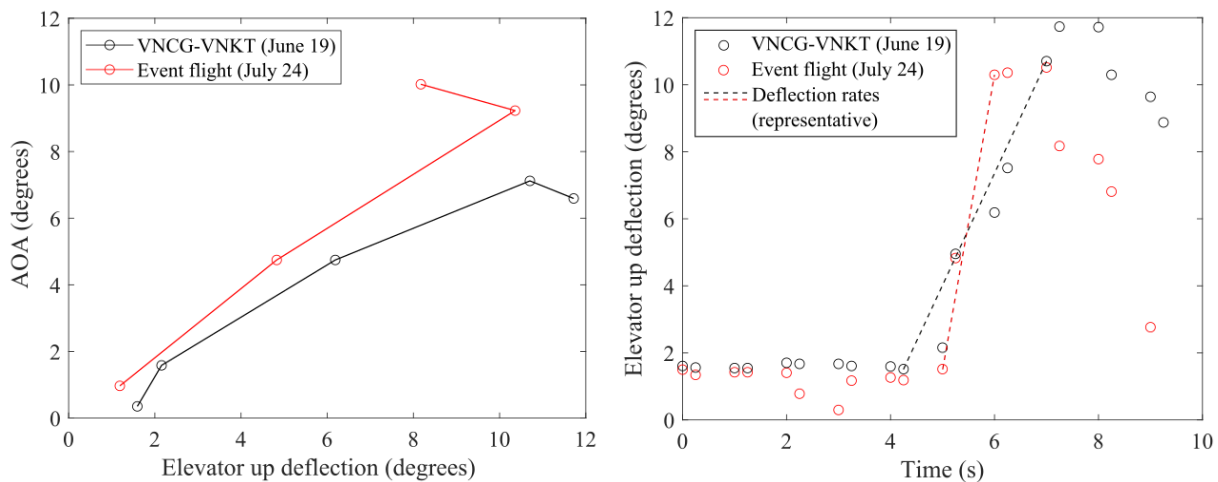 12
10
8
6
4
2
0
AOA (degrees)
VNCG-VNKT (June 19)
Event flight (July 24)
0 2 4 6 8 10 12
Elevator up deflection (degrees)
12
10
8
6
4
2
0
Elevator up deflection (degrees)
VNCG-VNKT (June 19)
Event flight (July 24)
Deflection rates
(representative)
0 2 4 6 8 10
Time (s)